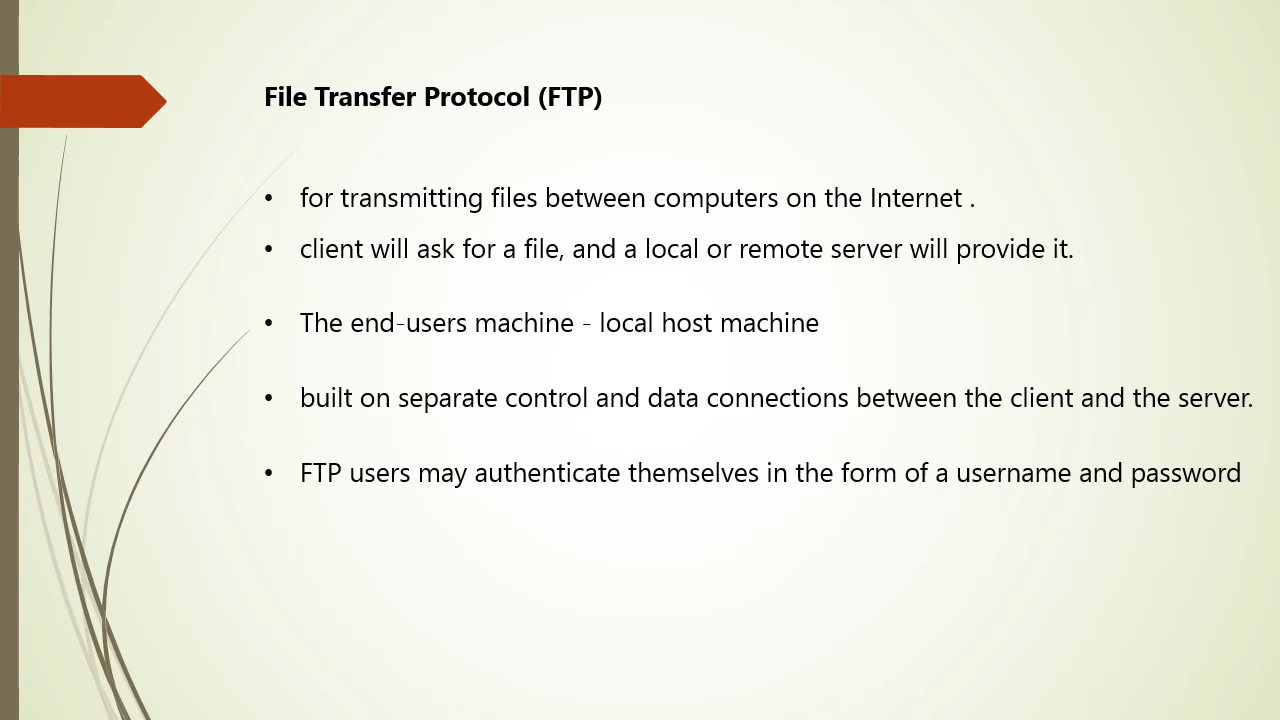 File Transfer Protocol (FTP)
• for transmitting files between computers on the Internet .
• client will ask for a file, and a local or remote server will provide it.
• The end-users machine - local host machine
• built on separate control and data connections between the client and the server.
• FTP users may authenticate themselves in the form of a username and password